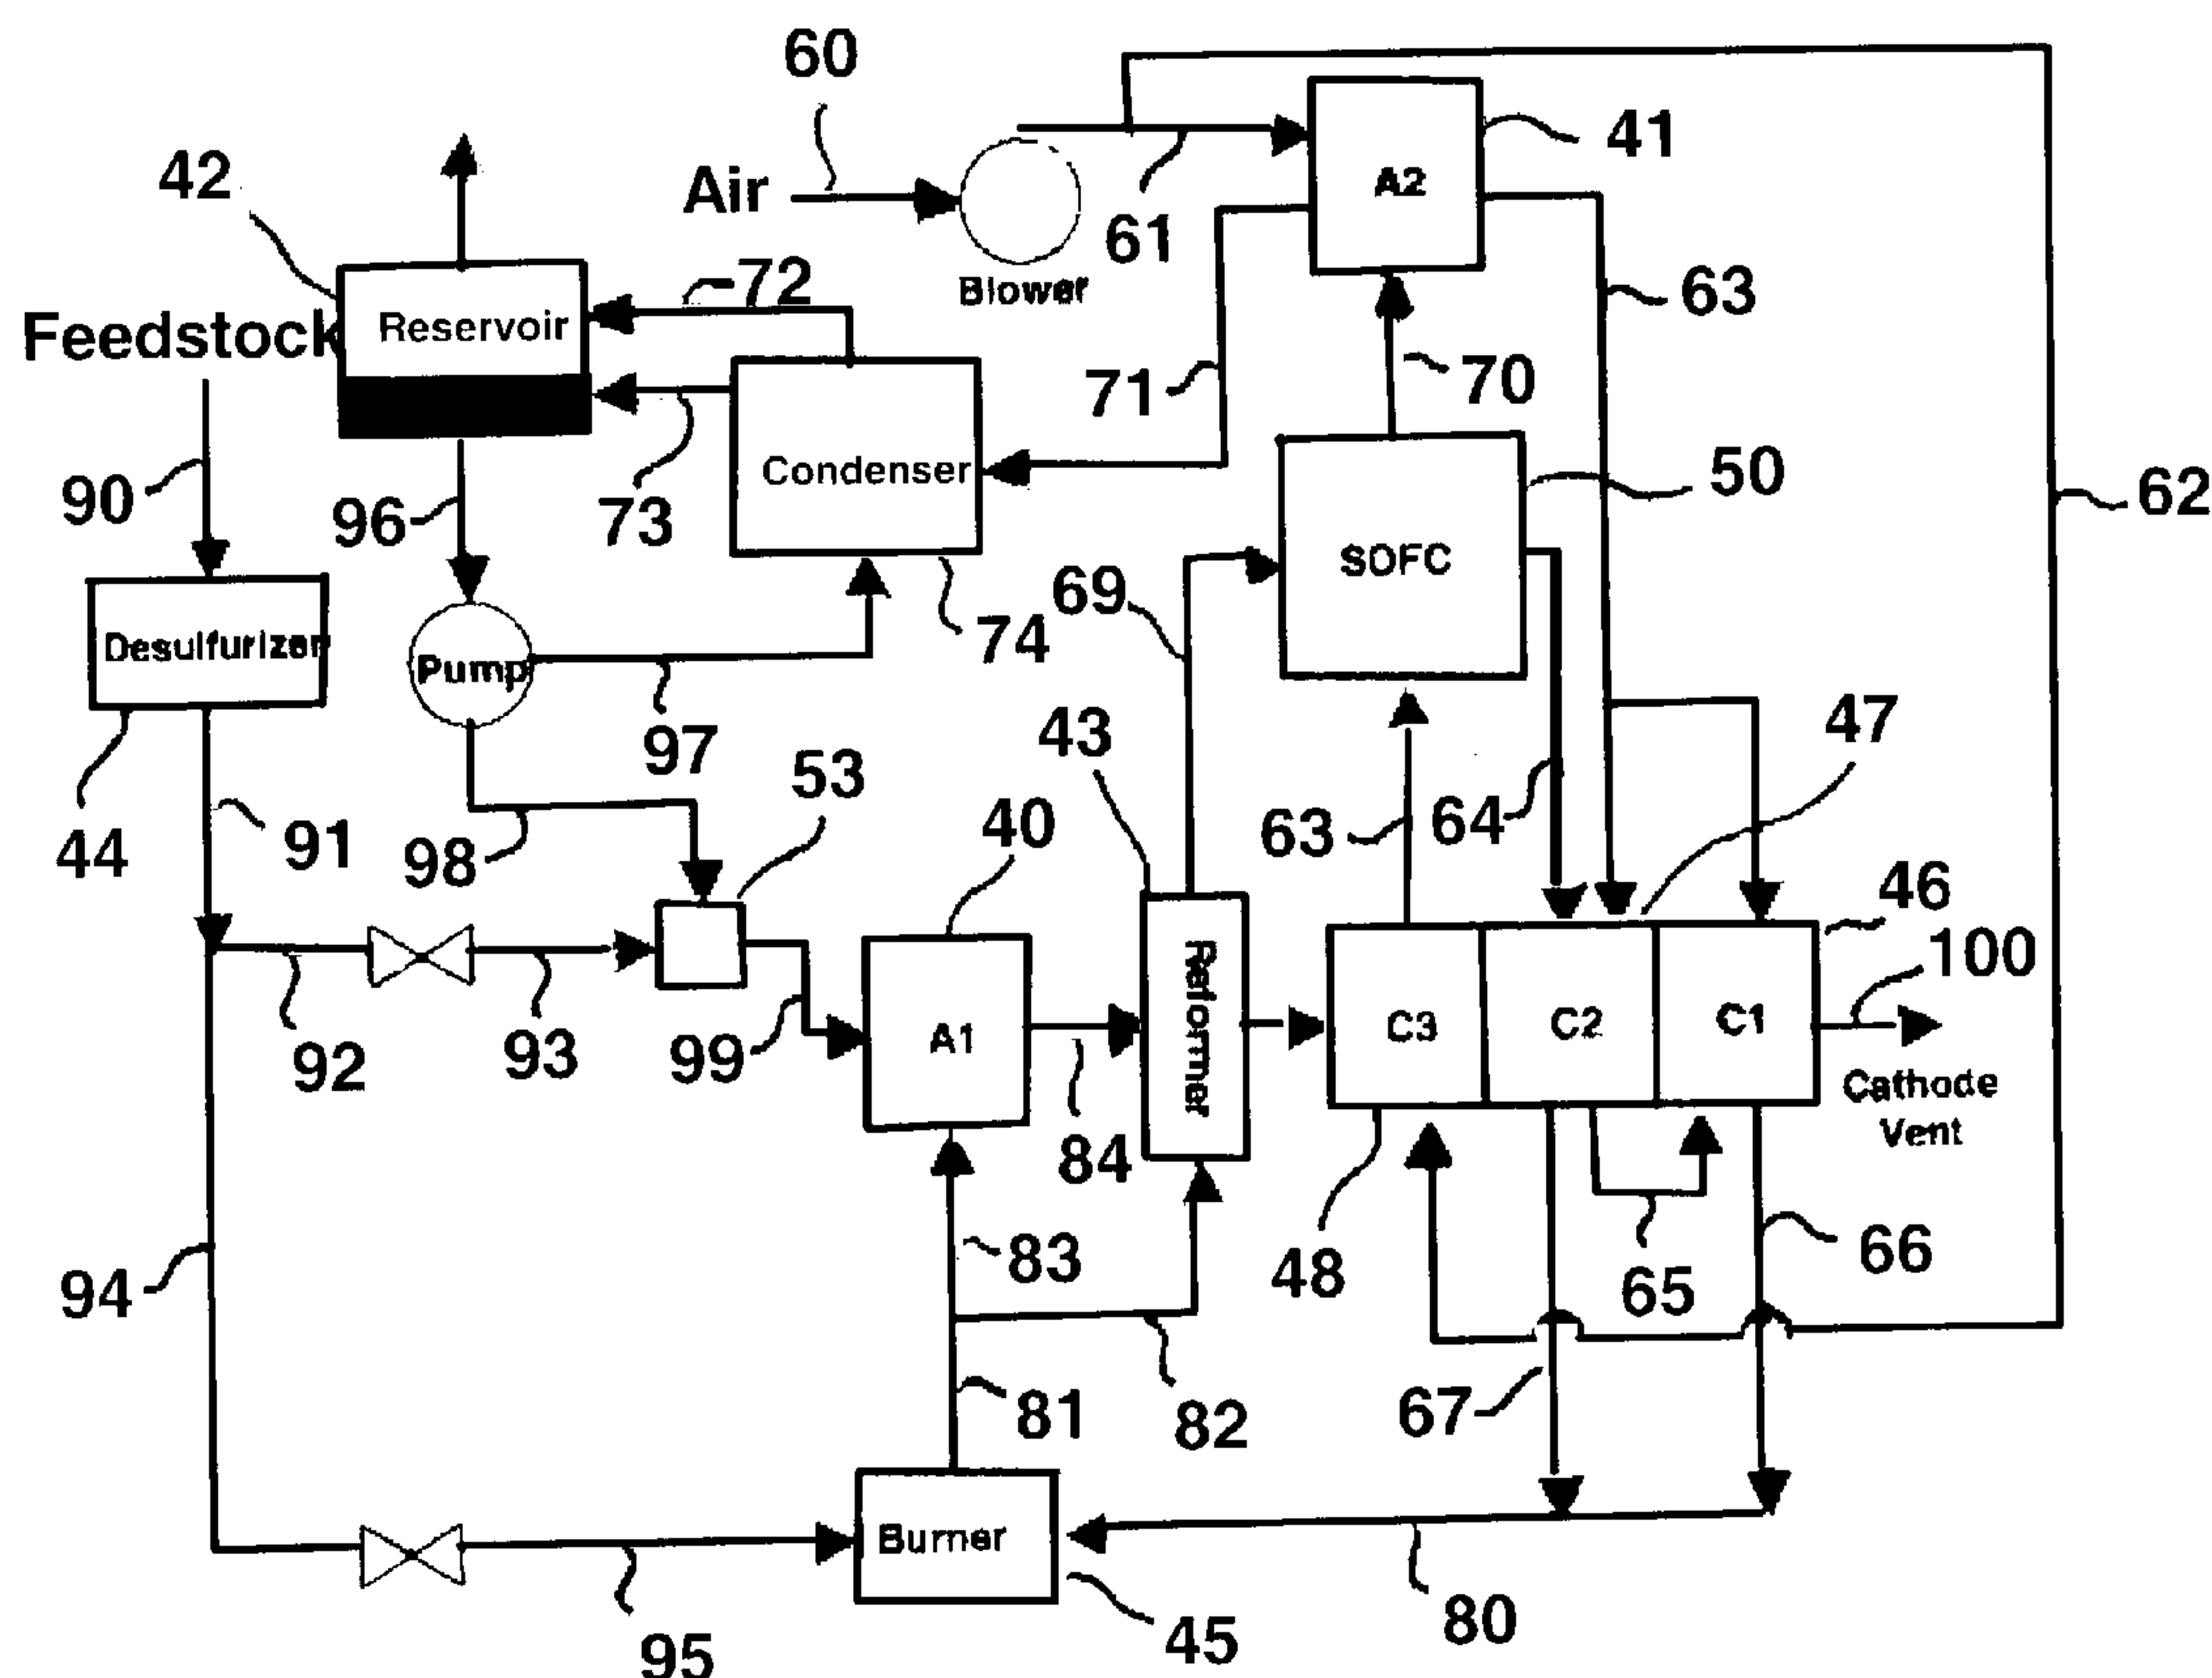 60
41
42
Air
A2
61
Blower
63
72
Feedstock
Reservoir
71
70
Condenser
50
62
90
96
73
SOFC
69
74
Desulfurizer
Pump
97
43
47
53
63
64
44
91
98
40
46
100
92
93
99
A1
84
Reformer
C3
C2
C1
Cathode
Vent
94
83
48
65
66
81
82
67
Burner
95
45
80